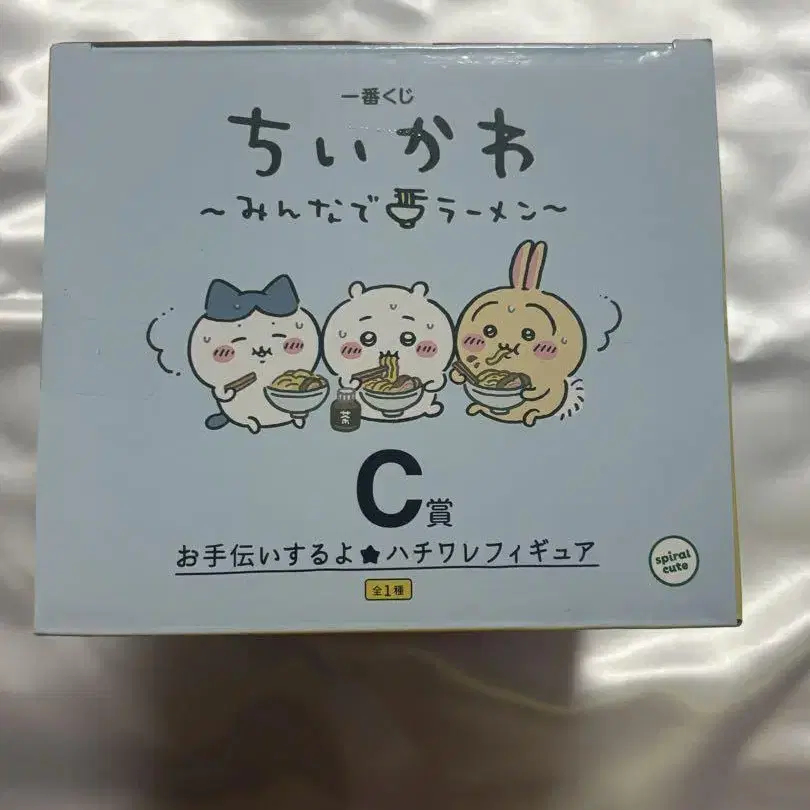 一番くじ
ちいかわ
～みんなでラーメン～
茶
C賞
お手伝いするよ★ハチワレフィギュア
全1種
spiral
cute